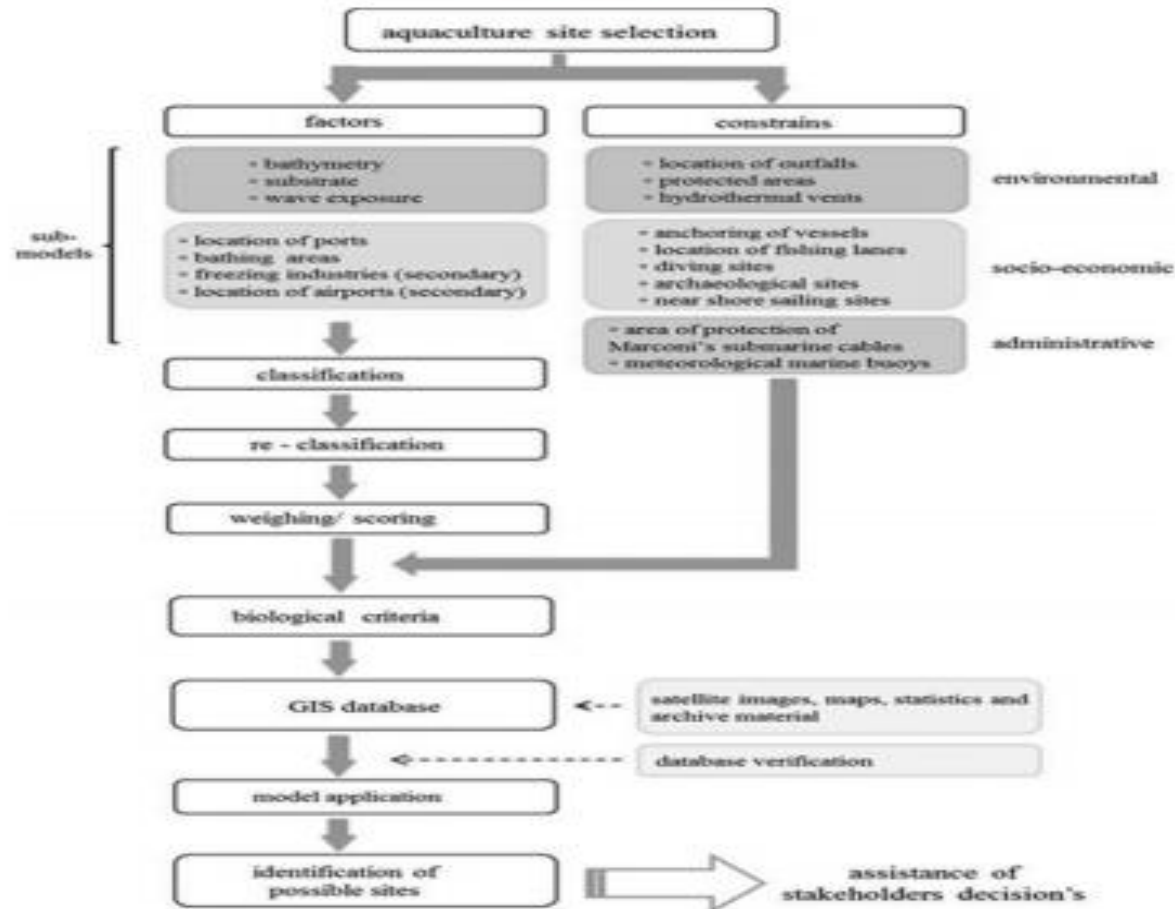 aquaculture site selection
factors
constrains
• bathymetry
• substrate
• wave exposure
• location of outfalls
• protected areas
• hydrothermal vents
environmental
sub-
models
• location of ports
• bathing areas
• freezing industries (secondary)
• location of airports (secondary)
• anchoring of vessels
• location of fishing lanes
• diving sites
• archaeological sites
• near shore sailing sites
socio-economic
• area of protection of
Marconi's submarine cables
• meteorological marine buoys
administrative
classification
re - classification
weighing/ scoring
biological criteria
GIS database
satellite images, maps, statistics and
archive material
database verification
model application
identification of
possible sites
assistance of
stakeholders decision's